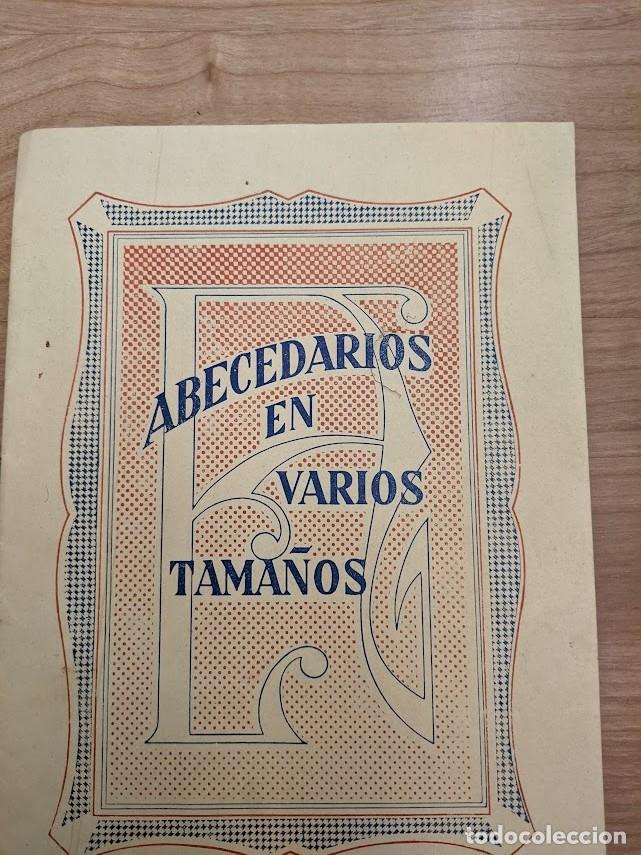 ABECEDARIOS
EN
VARIOS
TAMAÑOS
todocoleccion